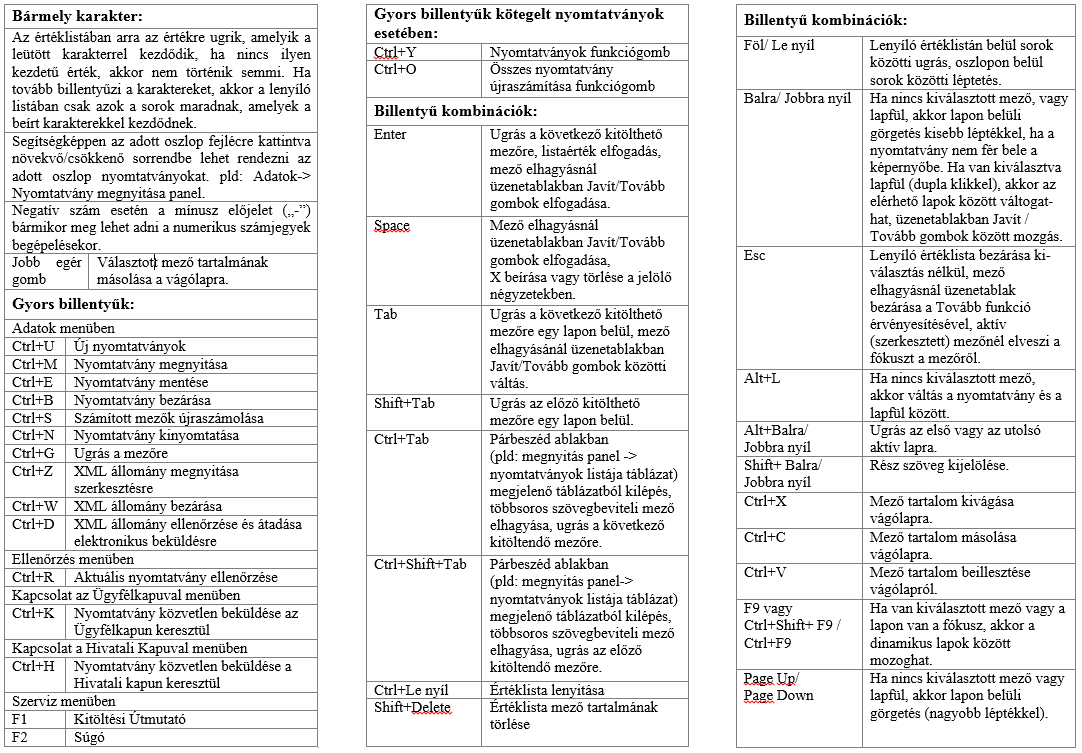 Bármely karakter:
Az értéklistában arra az értékre ugrik, amelyik a
leütött karakterrel kezdődik, ha nincs ilyen
kezdetű érték, akkor nem történik semmi. Ha
tovább billentyűzi a karaktereket, akkor a lenyíló
listában csak azok a sorok maradnak, amelyek a
beírt karakterekkel kezdődnek.
Segítségképpen az adott oszlop fejlécre kattintva
növekvő/csökkenő sorrendbe lehet rendezni az
adott oszlop nyomtatványokat. pld: Adatok->
Nyomtatvány megnyitása panel.
Negatív szám esetén a mínusz előjelet („-”)
bármikor meg lehet adni a numerikus számjegyek
begépelésekor.
Jobb egér Választott mező tartalmának
gomb másolása a vágólapra.
Gyors billentyűk:
Adatok menüben
Ctrl+U Új nyomtatványok
Ctrl+M Nyomtatvány megnyitása
Ctrl+E Nyomtatvány mentése
Ctrl+B Nyomtatvány bezárása
Ctrl+S Számított mezők újraszámolása
Ctrl+N Nyomtatvány kinyomtatása
Ctrl+G Ugrás a mezőre
Ctrl+Z XML állomány megnyitása
szerkesztésre
Ctrl+W XML állomány bezárása
Ctrl+D XML állomány ellenőrzése és átadása
elektronikus beküldésre
Ellenőrzés menüben
Ctrl+R Aktuális nyomtatvány ellenőrzése
Kapcsolat az Ügyfélkapuval menüben
Ctrl+K Nyomtatvány közvetlen beküldése az
Ügyfélkapun keresztül
Kapcsolat a Hivatali Kapuval menüben
Ctrl+H Nyomtatvány közvetlen beküldése a
Hivatali kapun keresztül
Szerviz menüben
F1 Kitöltési Útmutató
F2 Súgó
Gyors billentyűk kötegelt nyomtatványok
esetében:
Ctrl+Y Nyomtatványok funkciógomb
Ctrl+O Összes nyomtatvány
újraszámítása funkciógomb
Billentyű kombinációk:
Enter Ugrás a következő kitölthető
mezőre, listaérték elfogadás,
mező elhagyásnál
üzenetablakban Javít/Tovább
gombok elfogadása.
Space Mező elhagyásnál
üzenetablakban Javít/Tovább
gombok elfogadása,
X beírása vagy törlése a jelölő
négyzetekben.
Tab Ugrás a következő kitölthető
mezőre egy lapon belül, mező
elhagyásánál üzenetablakban
Javít/Tovább gombok közötti
váltás.
Shift+Tab Ugrás az előző kitölthető
mezőre egy lapon belül.
Ctrl+Tab Párbeszéd ablakban
(pld: megnyitás panel ->
nyomtatványok listája táblázat)
megjelenő táblázatból kilépés,
többsoros szövegbeviteli mező
elhagyása, ugrás a következő
kitöltendő mezőre.
Ctrl+Shift+Tab Párbeszéd ablakban
(pld: megnyitás panel->
nyomtatványok listája táblázat)
megjelenő táblázatból kilépés,
többsoros szövegbeviteli mező
elhagyása, ugrás az előző
kitöltendő mezőre.
Ctrl+Le nyíl Értéklista lenyitása
Shift+Delete Értéklista mező tartalmának
törlése
Billentyű kombinációk:
Föl/ Le nyíl Lenyíló értéklistán belül sorok
közötti ugrás, oszlopon belül
sorok közötti léptetés.
Balra/ Jobbra nyíl Ha nincs kiválasztott mező, vagy
lapfül, akkor lapon belüli
görgetés kisebb léptékkel, ha a
nyomtatvány nem fér bele a
képernyőbe. Ha van kiválasztva
lapfül (dupla klikkel), akkor az
elérhető lapok között váltogat-
hat, üzenetablakban Javít /
Tovább gombok között mozgás.
Esc Lenyíló értéklista bezárása ki-
választás nélkül, mező
elhagyásnál üzenetablak
bezárása a Tovább funkció
érvényesítésével, aktív
(szerkesztett) mezőnél elveszi a
fókuszt a mezőről.
Alt+L Ha nincs kiválasztott mező,
akkor váltás a nyomtatvány és a
lapfül között.
Alt+Balra/ Ugrás az első vagy az utolsó
Jobbra nyíl aktív lapra.
Shift+ Balra/ Rész szöveg kijelölése.
Jobbra nyíl
Ctrl+X Mező tartalom kivágása
vágólapra.
Ctrl+C Mező tartalom másolása
vágólapra.
Ctrl+V Mező tartalom beillesztése
vágólapról.
F9 vagy Ha van kiválasztott mező vagy a
Ctrl+Shift+ F9 / lapon van a fókusz, akkor a
Ctrl+F9 dinamikus lapok között
mozoghat.
Page Up/ Ha nincs kiválasztott mező vagy
Page Down lapfül, akkor lapon belüli
görgetés (nagyobb léptékkel).